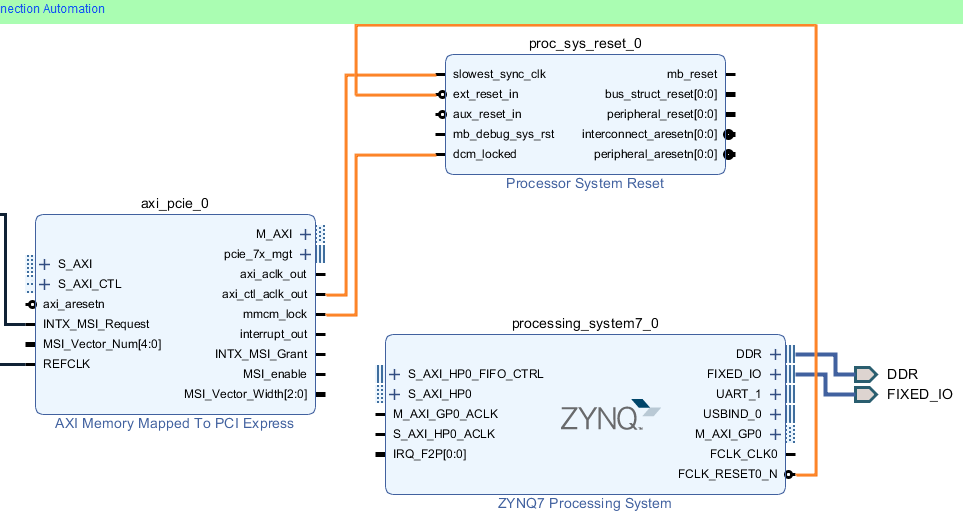 nnection Automation
proc_sys_reset_0
slowest_sync_clk
ext_reset_in
aux_reset_in
mb_debug_sys_rst
dcm_locked
mb_reset
bus_struct_reset[0:0]
peripheral_reset[0:0]
interconnect_aresetn[0:0]
peripheral_aresetn[0:0]
Processor System Reset
axi_pcie_0
S_AXI
S_AXI_CTL
axi_aresetn
INTX_MSI_Request
MSI_Vector_Num[4:0]
REFCLK
M_AXI
pcie_7x_mgt
axi_aclk_out
axi_ctl_aclk_out
mmcm_lock
interrupt_out
INTX_MSI_Grant
MSI_enable
MSI_Vector_Width[2:0]
AXI Memory Mapped To PCI Express
processing_system7_0
S_AXI_HP0_FIFO_CTRL
S_AXI_HP0
M_AXI_GP0_ACLK
S_AXI_HP0_ACLK
IRQ_F2P[0:0]
ZYNQ
DDR
FIXED_IO
UART_1
USBIND_0
M_AXI_GP0
FCLK_CLK0
FCLK_RESET0_N
ZYNQ7 Processing System
DDR
FIXED_IO